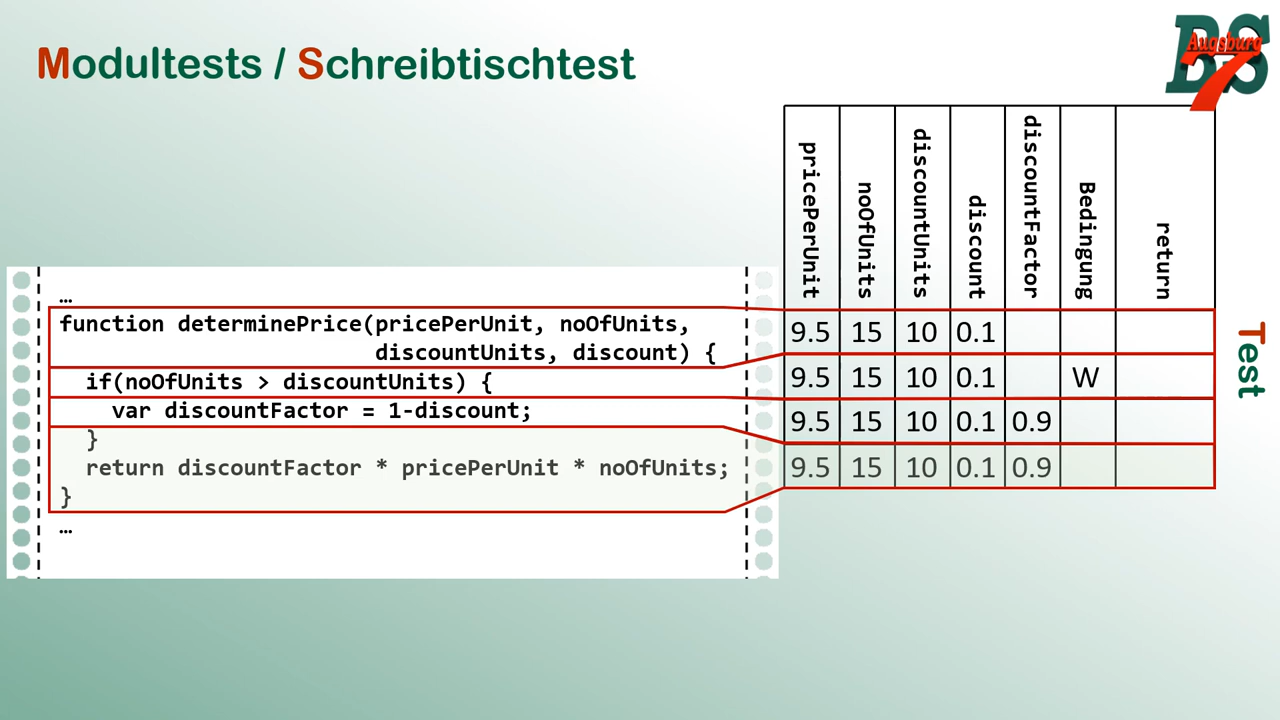 Modultests / Schreibtischtest
BS
Augsburg
7
pricePerUnit noOfUnits discountUnits discount discountFactor Bedingung return
…
function determinePrice(pricePerUnit, noOfUnits,
discountUnits, discount) {
if(noOfUnits > discountUnits) {
var discountFactor = 1-discount;
}
return discountFactor * pricePerUnit * noOfUnits;
}
…
9.5 15 10 0.1
9.5 15 10 0.1 W
9.5 15 10 0.1 0.9
9.5 15 10 0.1 0.9
Test